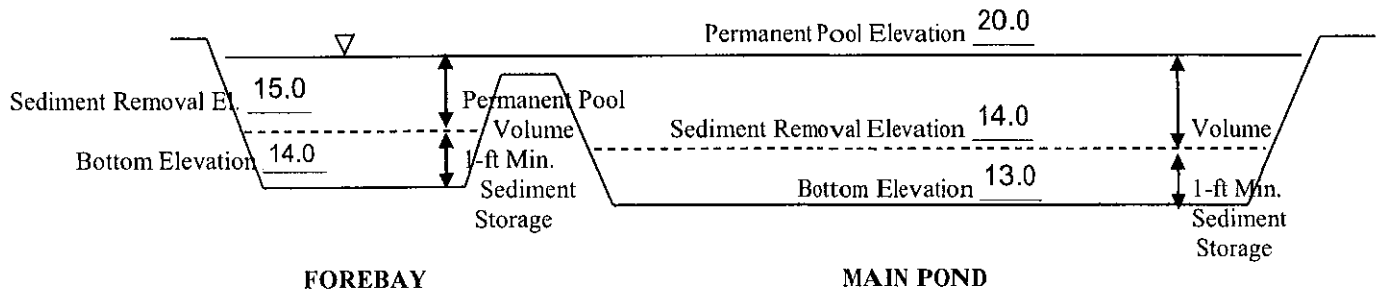 Permanent Pool Elevation 20.0
Sediment Removal El. 15.0
Permanent Pool
Volume
Sediment Removal Elevation 14.0
Volume
Bottom Elevation 14.0
1-ft Min.
Sediment
Storage
Bottom Elevation 13.0
1-ft Min.
Sediment
Storage
FOREBAY
MAIN POND